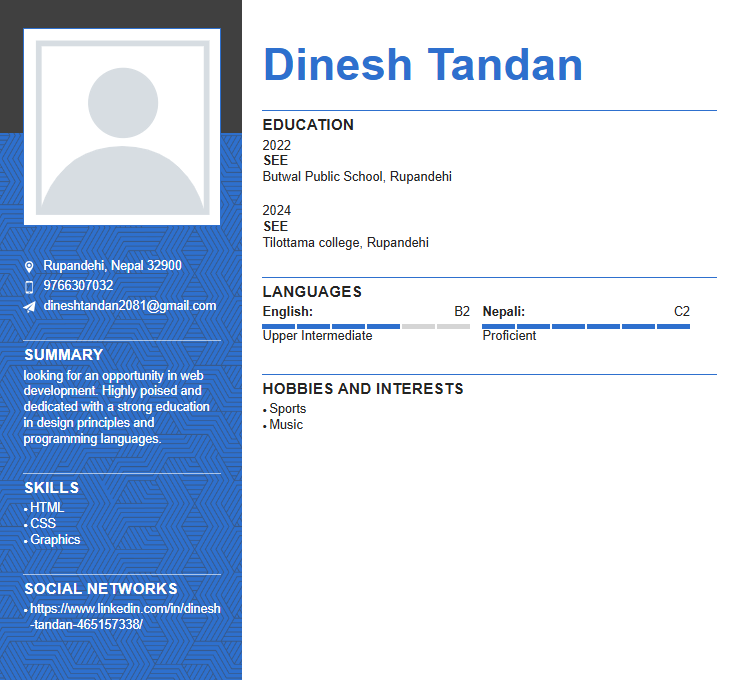 Dinesh Tandan
Rupandehi, Nepal 32900
9766307032
dineshtandan2081@gmail.com
SUMMARY
looking for an opportunity in web
development. Highly poised and
dedicated with a strong education
in design principles and
programming languages.
SKILLS
• HTML
• CSS
• Graphics
SOCIAL NETWORKS
• https://www.linkedin.com/in/dinesh
-tandan-465157338/
EDUCATION
2022
SEE
Butwal Public School, Rupandehi
2024
SEE
Tilottama college, Rupandehi
LANGUAGES
English: B2
Upper Intermediate
Nepali: C2
Proficient
HOBBIES AND INTERESTS
• Sports
• Music